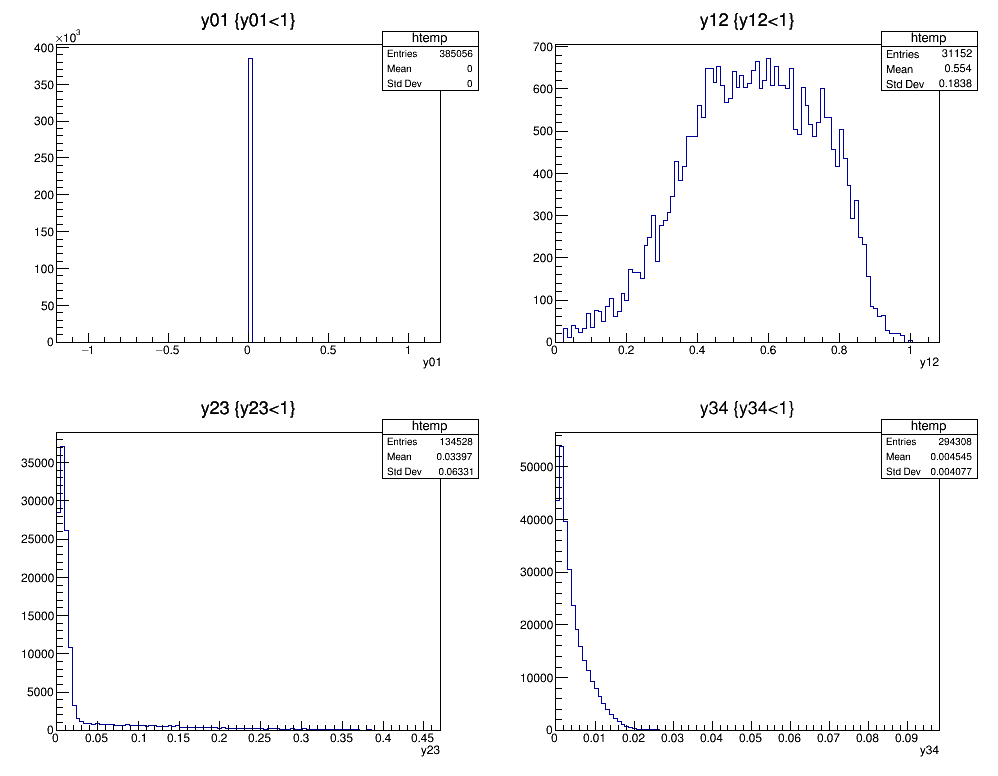 y01 {y01<1}
×10³
htemp
Entries 385056
Mean 0
Std Dev 0
400
350
300
250
200
150
100
50
0
−1 −0.5 0 0.5 1
y01
y12 {y12<1}
htemp
Entries 31152
Mean 0.554
Std Dev 0.1838
700
600
500
400
300
200
100
0
0 0.2 0.4 0.6 0.8 1
y12
y23 {y23<1}
htemp
Entries 134528
Mean 0.03397
Std Dev 0.06331
35000
30000
25000
20000
15000
10000
5000
0
0 0.05 0.1 0.15 0.2 0.25 0.3 0.35 0.4 0.45
y23
y34 {y34<1}
htemp
Entries 294308
Mean 0.004545
Std Dev 0.004077
50000
40000
30000
20000
10000
0
0 0.01 0.02 0.03 0.04 0.05 0.06 0.07 0.08 0.09
y34